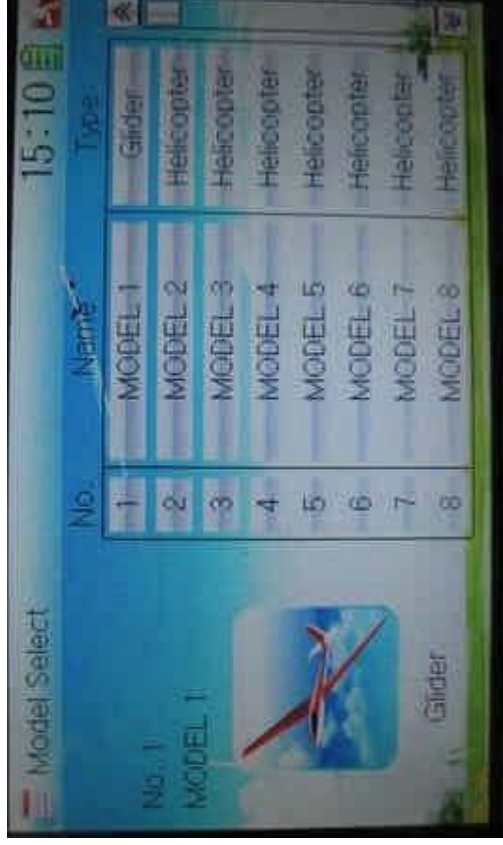 Model Select 15:10
No. Name Type
No. 1
MODEL 1
Glider
1 MODEL 1 Glider
2 MODEL 2 Helicopter
3 MODEL 3 Helicopter
4 MODEL 4 Helicopter
5 MODEL 5 Helicopter
6 MODEL 6 Helicopter
7 MODEL 7 Helicopter
8 MODEL 8 Helicopter